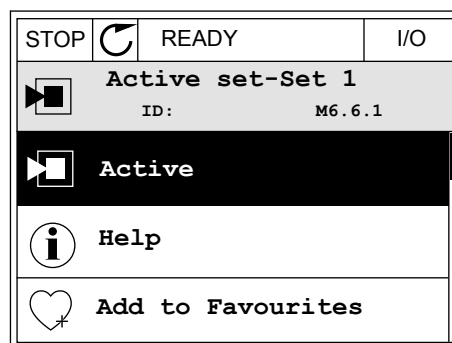 STOP READY I/O
Active set-Set 1
ID: M6.6.1
Active
Help
Add to Favourites